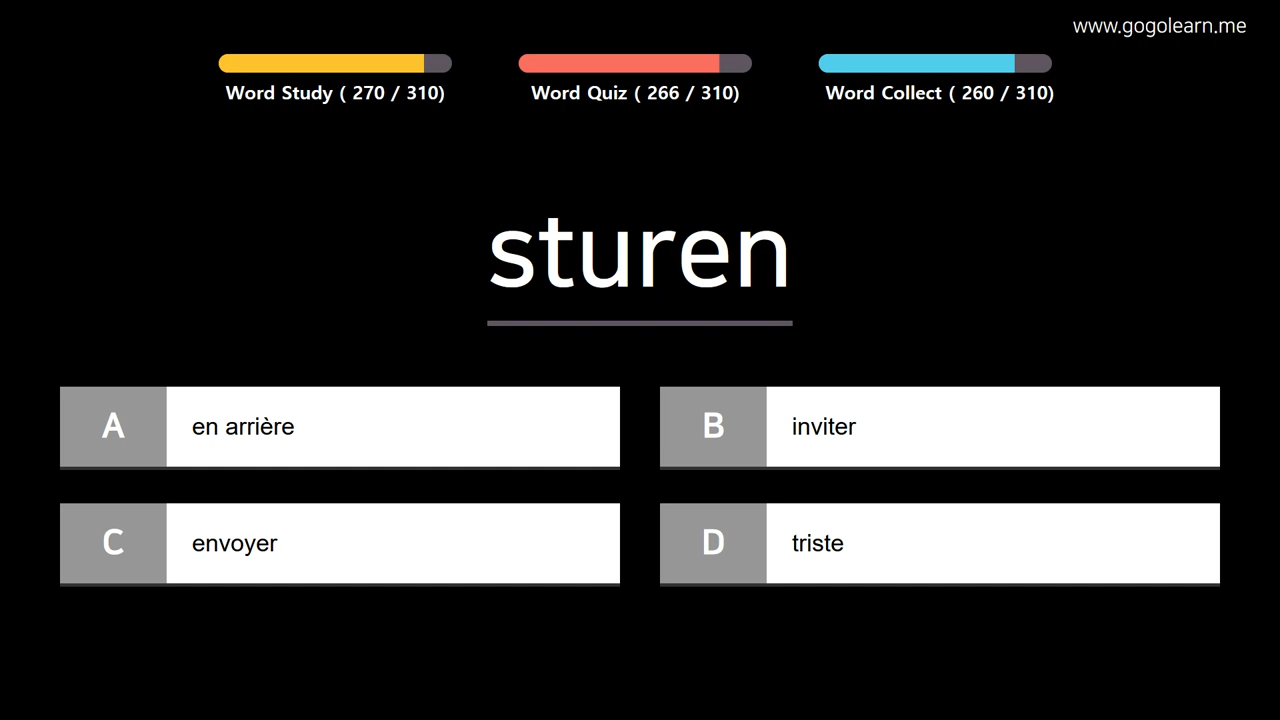 www.gogolearn.me
Word Study ( 270 / 310)
Word Quiz ( 266 / 310)
Word Collect ( 260 / 310)
sturen
A en arrière
B inviter
C envoyer
D triste